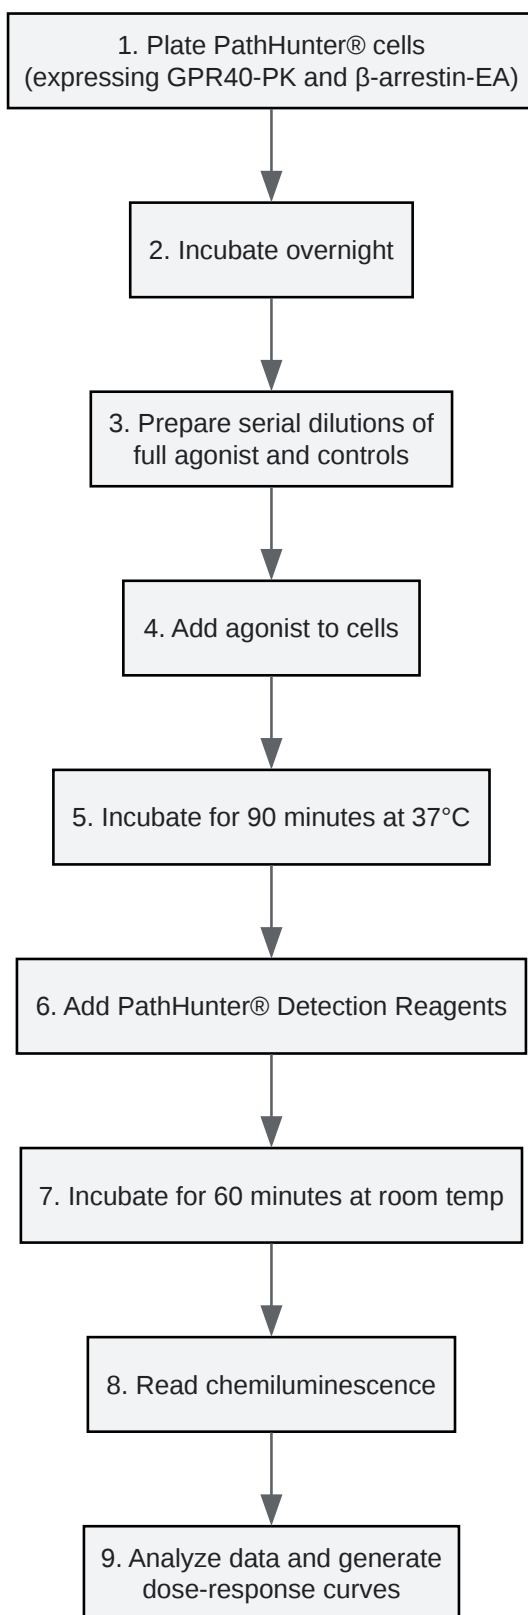 1. Plate PathHunter® cells
(expressing GPR40-PK and β-arrestin-EA)
2. Incubate overnight
3. Prepare serial dilutions of
full agonist and controls
4. Add agonist to cells
5. Incubate for 90 minutes at 37°C
6. Add PathHunter® Detection Reagents
7. Incubate for 60 minutes at room temp
8. Read chemiluminescence
9. Analyze data and generate
dose-response curves